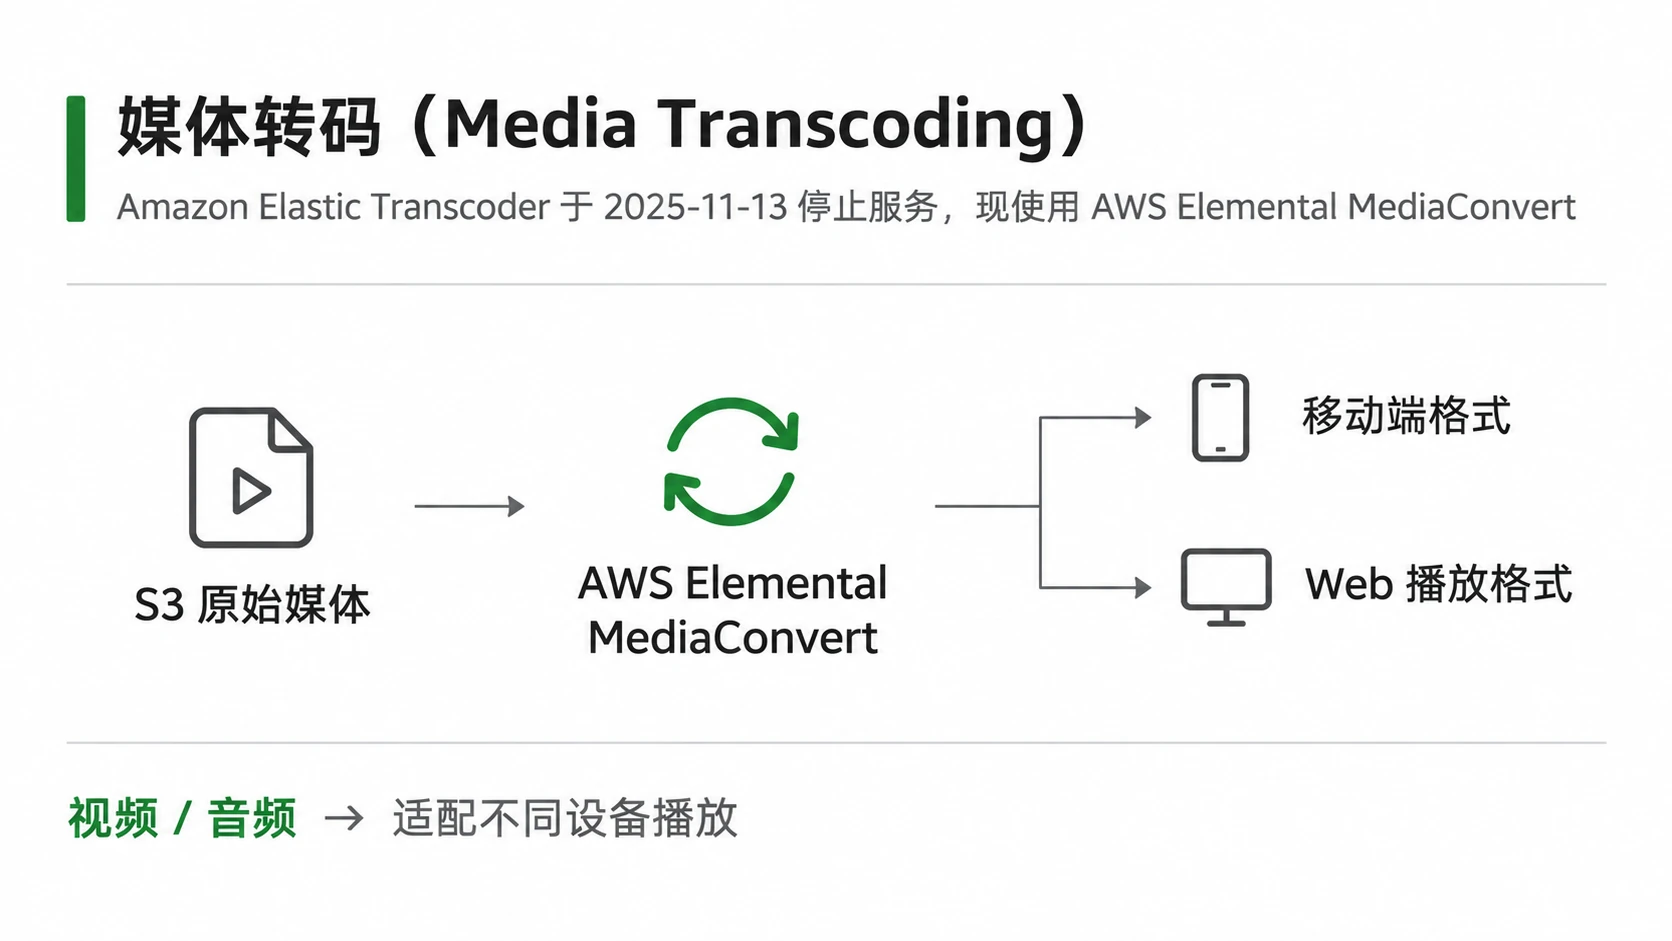 媒体转码（Media Transcoding）
Amazon Elastic Transcoder 于 2025-11-13 停止服务，现使用 AWS Elemental MediaConvert
S3 原始媒体
AWS Elemental
MediaConvert
移动端格式
Web 播放格式
视频 / 音频 → 适配不同设备播放